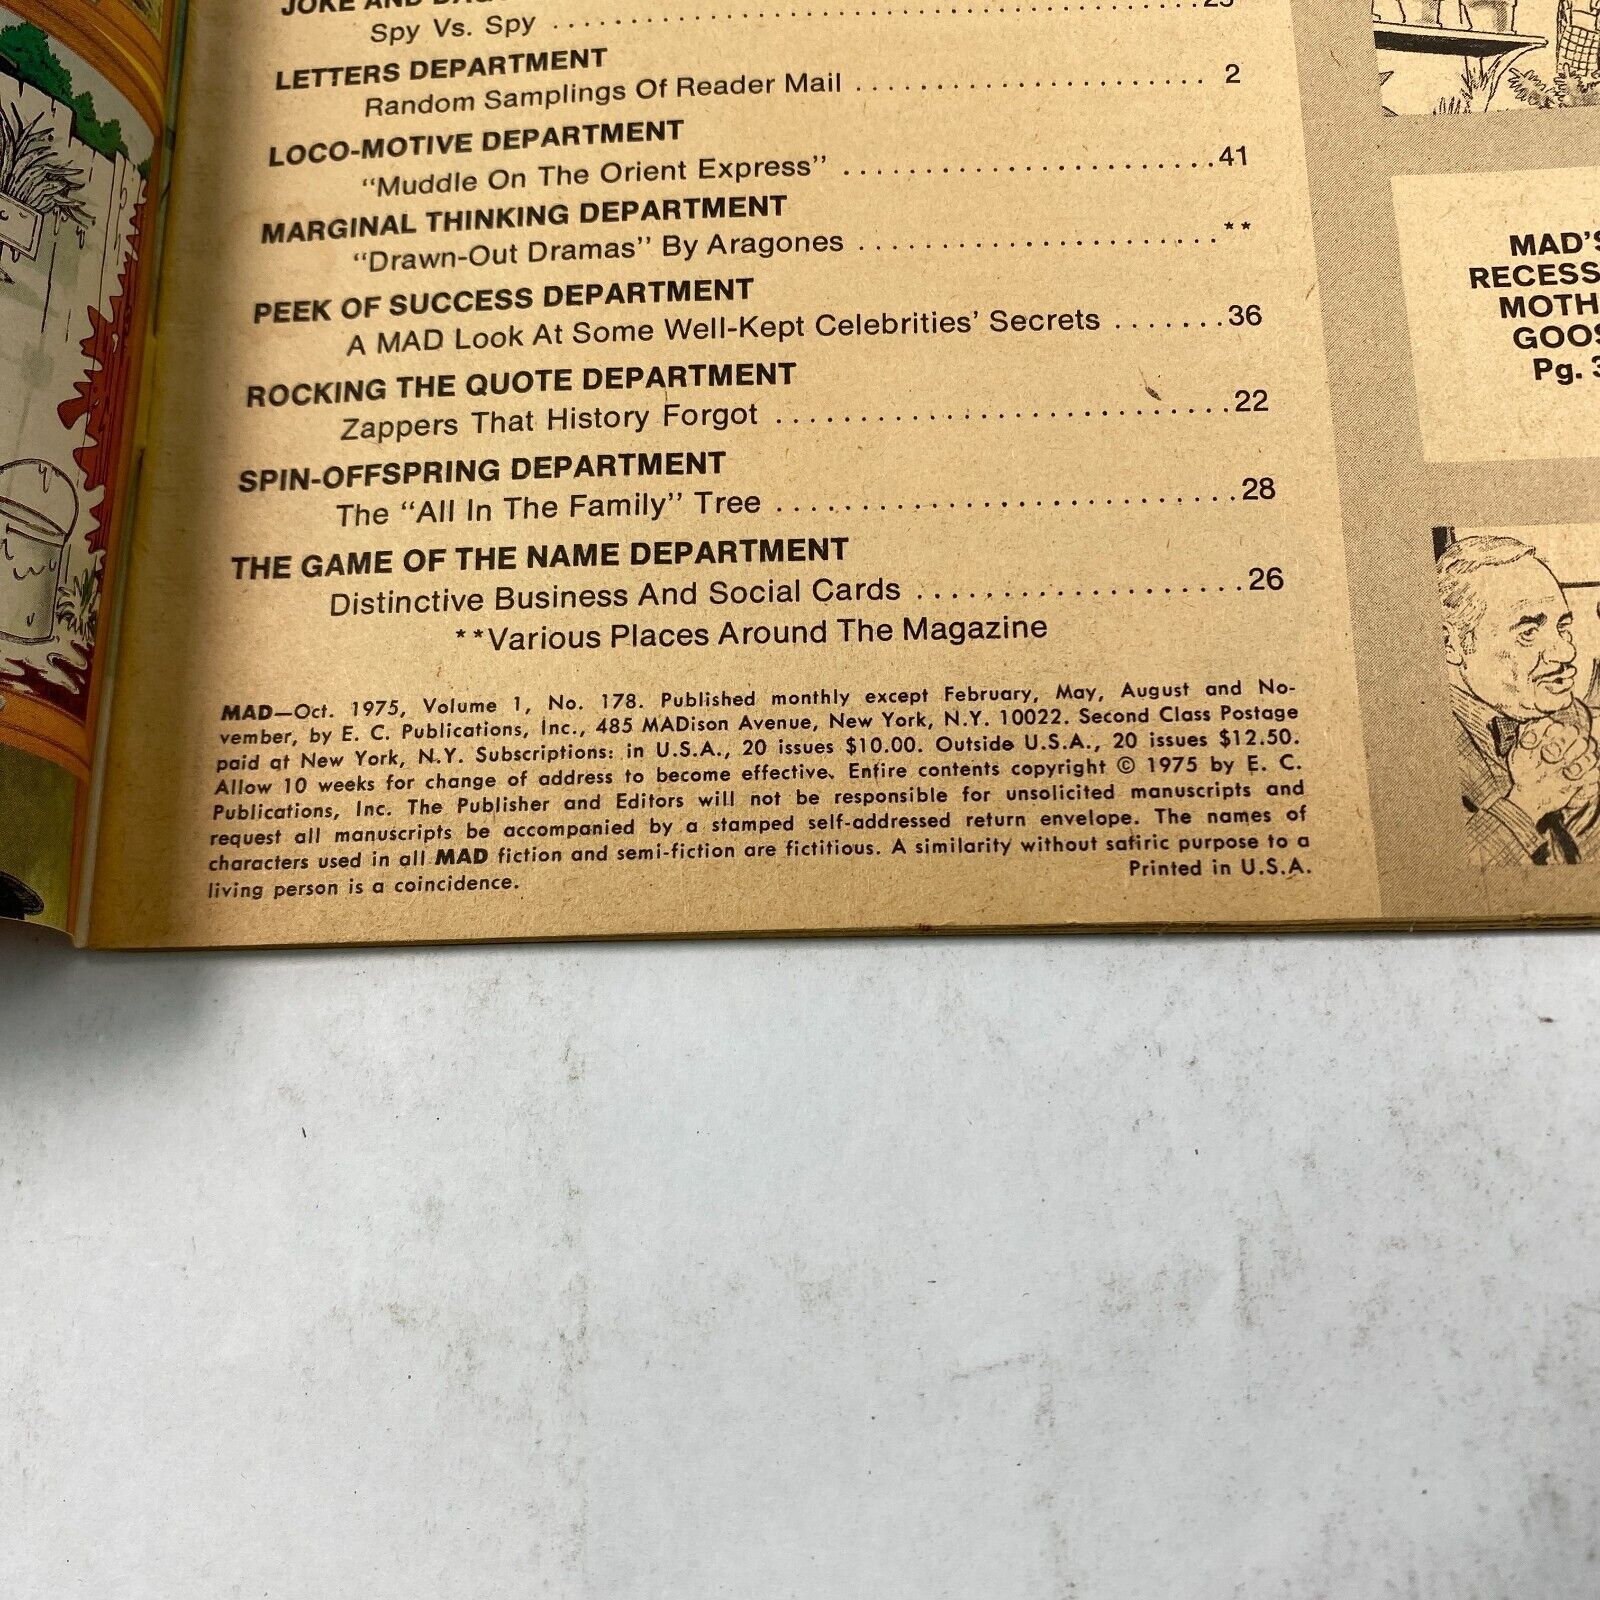 JOKE AND
Spy Vs. Spy
LETTERS DEPARTMENT
Random Samplings Of Reader Mail . . . . . . . . . . . . . . . . . . . . . 2
LOCO-MOTIVE DEPARTMENT
"Muddle On The Orient Express" . . . . . . . . . . . . . . . . . . . . . . 41
MARGINAL THINKING DEPARTMENT
"Drawn-Out Dramas" By Aragones . . . . . . . . . . . . . . . . . . . . . **
PEEK OF SUCCESS DEPARTMENT
A MAD Look At Some Well-Kept Celebrities' Secrets . . . . . . . 36
ROCKING THE QUOTE DEPARTMENT
Zappers That History Forgot . . . . . . . . . . . . . . . . . . . . . . . . . . . 22
SPIN-OFFSPRING DEPARTMENT
The "All In The Family" Tree . . . . . . . . . . . . . . . . . . . . . . . . . . . 28
THE GAME OF THE NAME DEPARTMENT
Distinctive Business And Social Cards . . . . . . . . . . . . . . . . . . . 26
**Various Places Around The Magazine
MAD—Oct. 1975, Volume 1, No. 178. Published monthly except February, May, August and No-
vember, by E. C. Publications, Inc., 485 MADison Avenue, New York, N.Y. 10022. Second Class Postage
paid at New York, N.Y. Subscriptions: in U.S.A., 20 issues $10.00. Outside U.S.A., 20 issues $12.50.
Allow 10 weeks for change of address to become effective. Entire contents copyright © 1975 by E. C.
Publications, Inc. The Publisher and Editors will not be responsible for unsolicited manuscripts and
request all manuscripts be accompanied by a stamped self-addressed return envelope. The names of
characters used in all MAD fiction and semi-fiction are fictitious. A similarity without satiric purpose to a
living person is a coincidence. Printed in U.S.A.
MAD'S
RECESS
MOTH
GOOS
Pg. 3